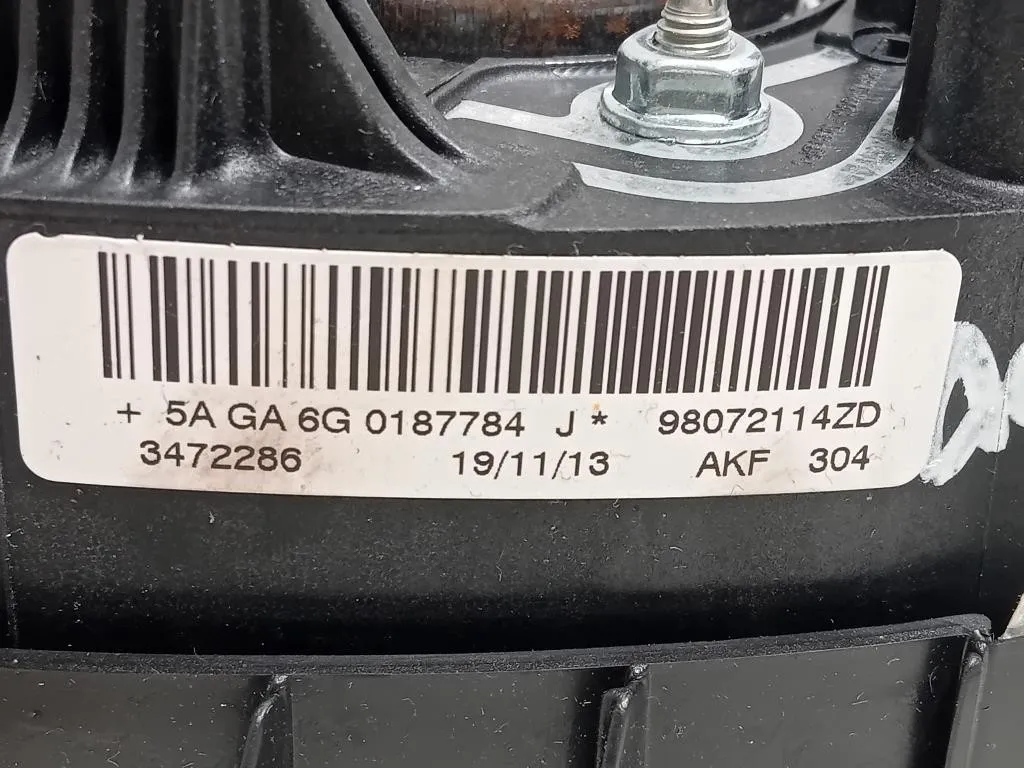 + 5A GA 6G 0187784 J * 98072114ZD
3472286 19/11/13 AKF 304